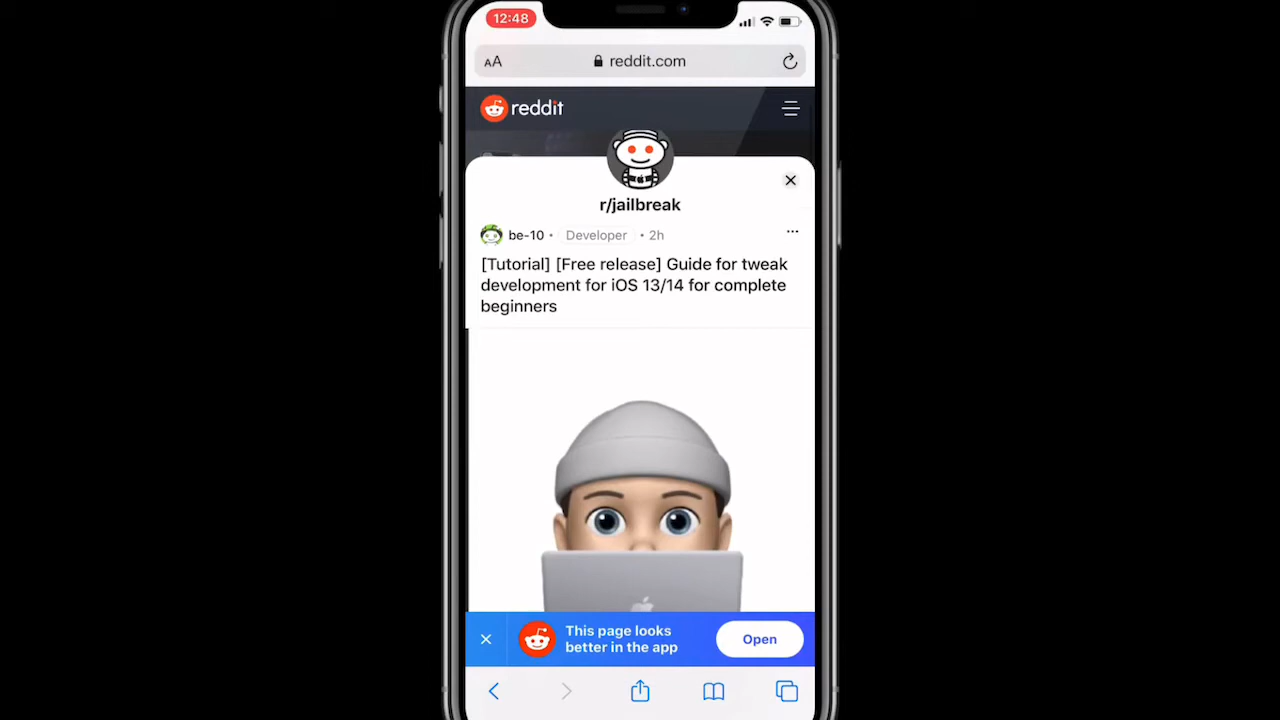 12:48
AA reddit.com
reddit
r/jailbreak
be-10 • Developer • 2h
[Tutorial] [Free release] Guide for tweak
development for iOS 13/14 for complete
beginners
This page looks
better in the app
Open